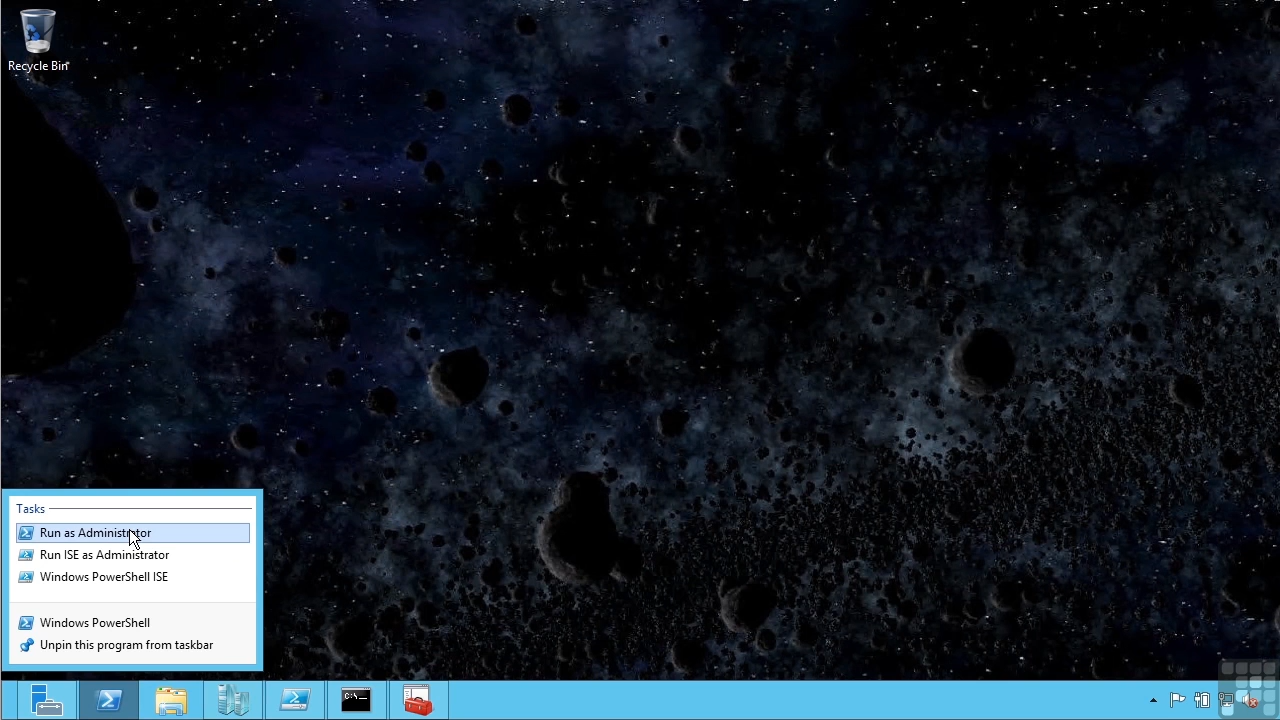 Recycle Bin
Tasks
Run as Administrator
Run ISE as Administrator
Windows PowerShell ISE
Windows PowerShell
Unpin this program from taskbar
C:\_